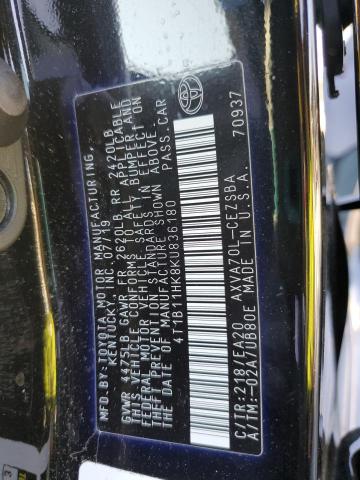 MFD.BY:TOYOTA MOTOR MANUFACTURING,
KENTUCKY, INC. 07/19
GVWR 4475LB GAWR FR 2620LB RR 2420LB
THIS VEHICLE CONFORMS TO ALL APPLICABLE
FEDERAL MOTOR VEHICLE SAFETY, BUMPER, AND
THEFT PREVENTION STANDARDS IN EFFECT ON
THE DATE OF MANUFACTURE SHOWN ABOVE.
4T1B11HK8KU836180 PASS.CAR
C/TR:218/EA20 AXVA70L-CEZSBA
A/TM:-02A/UB80E MADE IN U.S.A.
70937